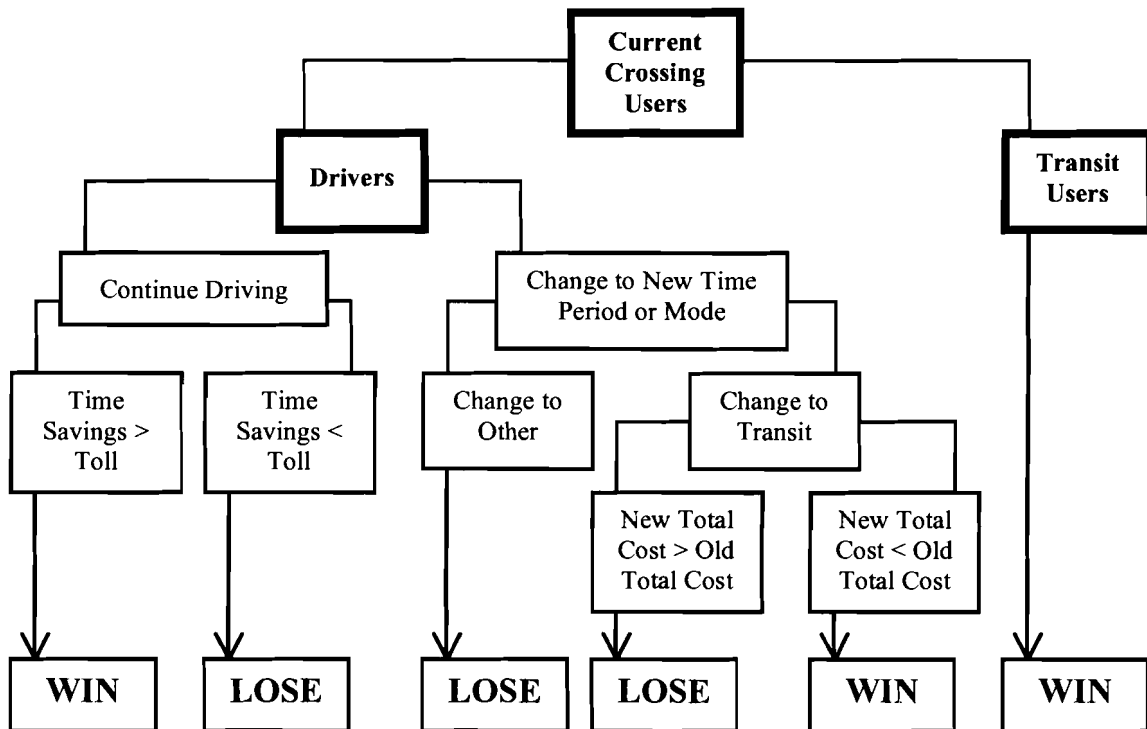 Current
Crossing
Users
Drivers
Transit
Users
Continue Driving
Change to New Time
Period or Mode
Time
Savings >
Toll
Time
Savings <
Toll
Change to
Other
Change to
Transit
New Total
Cost > Old
Total Cost
New Total
Cost < Old
Total Cost
WIN
LOSE
LOSE
LOSE
WIN
WIN